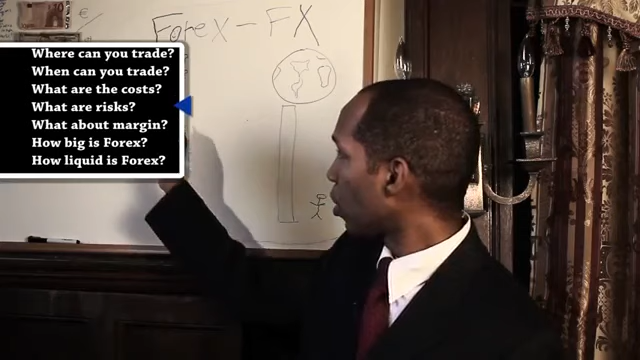 Forex - FX
Where can you trade?
When can you trade?
What are the costs?
What are risks?
What about margin?
How big is Forex?
How liquid is Forex?